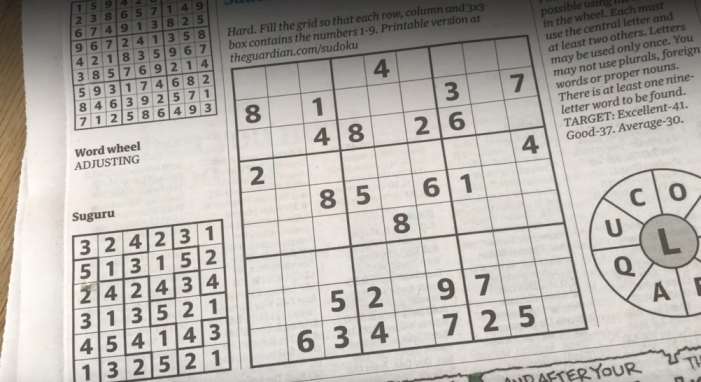 2 3 8 6 5 7 1 4 9
6 7 4 9 1 3 8 2 5
9 6 7 2 4 1 3 5 8
4 2 1 8 3 5 9 6 7
3 8 5 7 6 9 2 1 4
5 9 3 1 7 4 6 8 2
8 4 6 3 9 2 5 7 1
7 1 2 5 8 6 4 9 3
Word wheel
ADJUSTING
Suguru
3 2 4 2 3 1
5 1 3 1 5 2
2 4 2 4 3 4
3 1 3 5 2 1
4 5 4 1 4 3
1 3 2 5 2 1
Hard. Fill the grid so that each row, column and 3x3
box contains the numbers 1-9. Printable version at
theguardian.com/sudoku
4
8 1 3 7
4 8 2 6
2 4
8 5 6 1
8
5 2 9 7
6 3 4 7 2 5
possible using the
in the wheel. Each must
use the central letter and
at least two others. Letters
may be used only once. You
may not use plurals, foreign
words or proper nouns.
There is at least one nine-
letter word to be found.
TARGET: Excellent-41.
Good-37. Average-30.
C O
U L
Q A
AND AFTER YOUR